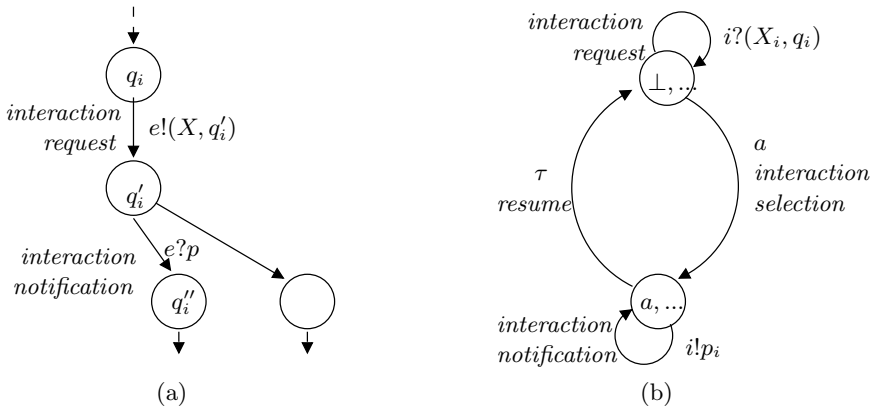 q_i
interaction
request
e!(X, q'_i)
q'_i
interaction
notification
e?p
q''_i
(a)
interaction
request
i?(X_i, q_i)
⊥, ...
τ
resume
a
interaction
selection
a, ...
interaction
notification
i!p_i
(b)